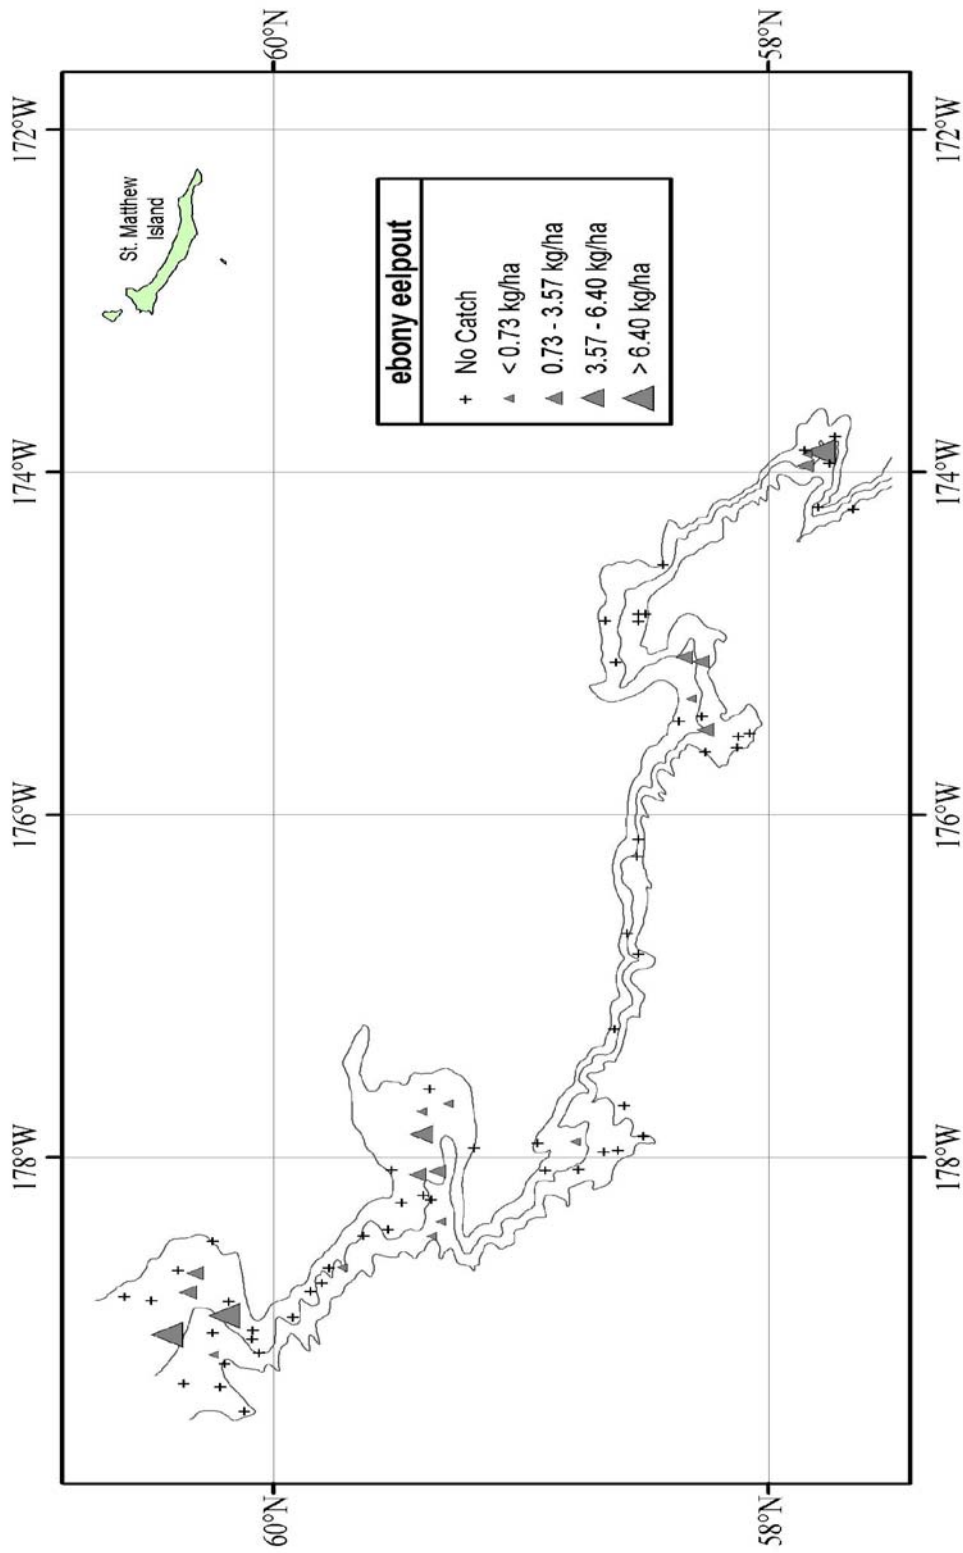 178°W
176°W
174°W
172°W
60°N
60°N
St. Matthew
Island
ebony eelpout
No Catch
< 0.73 kg/ha
0.73 - 3.57 kg/ha
3.57 - 6.40 kg/ha
> 6.40 kg/ha
58°N
58°N
178°W
176°W
174°W
172°W